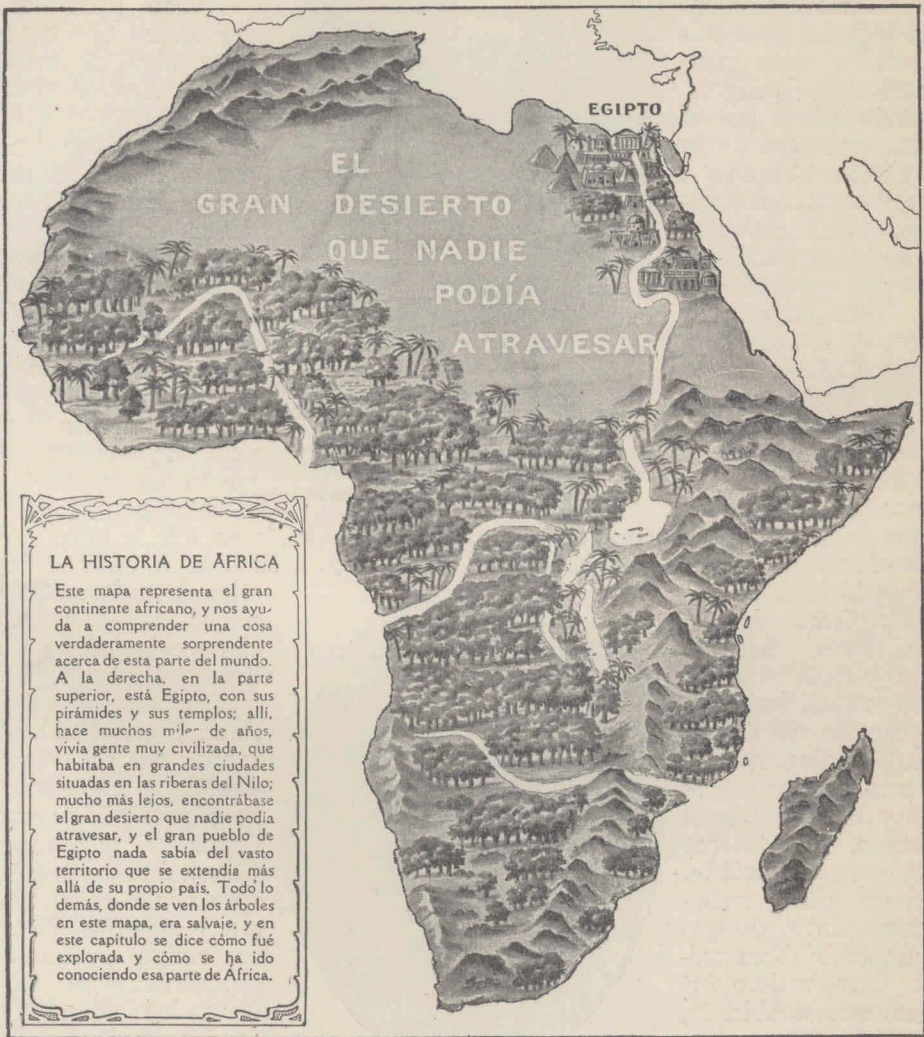 EGIPTO
EL
GRAN DESIERTO
QUE NADIE
PODÍA
ATRAVESAR
LA HISTORIA DE ÁFRICA
Este mapa representa el gran
continente africano, y nos ayu-
da a comprender una cosa
verdaderamente sorprendente
acerca de esta parte del mundo.
A la derecha, en la parte
superior, está Egipto, con sus
pirámides y sus templos; allí,
hace muchos miles de años,
vivía gente muy civilizada, que
habitaba en grandes ciudades
situadas en las riberas del Nilo;
mucho más lejos, encontrábase
el gran desierto que nadie podía
atravesar, y el gran pueblo de
Egipto nada sabía del vasto
territorio que se extendía más
allá de su propio país. Todo lo
demás, donde se ven los árboles
en este mapa, era salvaje, y en
este capítulo se dice cómo fué
explorada y cómo se ha ido
conociendo esa parte de África.